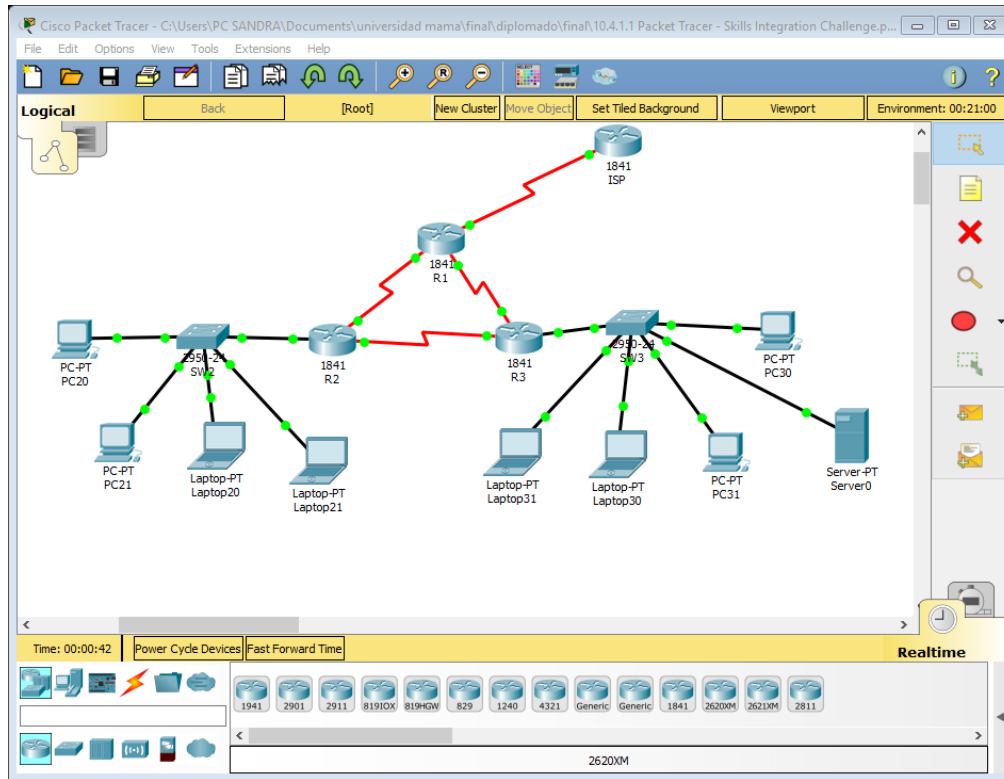 Cisco Packet Tracer - C:\Users\PC SANDRA\Documents\universidad mama\final\diplomado\final\10.4.1.1 Packet Tracer - Skills Integration Challenge.p...
File Edit Options View Tools Extensions Help
Logical Back [Root] New Cluster Move Object Set Tiled Background Viewport Environment: 00:21:00
1841
ISP
1841
R1
PC-PT
PC20
2950-24
SW2
1841
R2
1841
R3
2950-24
SW3
PC-PT
PC30
PC-PT
PC21
Laptop-PT
Laptop20
Laptop-PT
Laptop21
Laptop-PT
Laptop31
Laptop-PT
Laptop30
PC-PT
PC31
Server-PT
Server0
Time: 00:00:42 Power Cycle Devices Fast Forward Time Realtime
1941 2901 2911 819IOX 819HGW 829 1240 4321 Generic Generic 1841 2620XM 2621XM 2811
2620XM